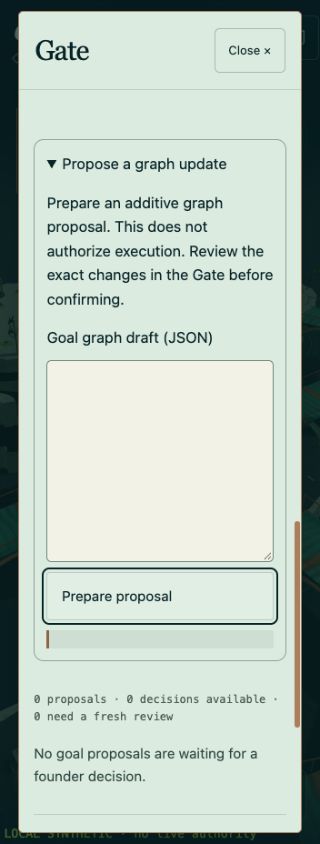 Gate
Close ×
▼ Propose a graph update
Prepare an additive graph
proposal. This does not
authorize execution. Review the
exact changes in the Gate before
confirming.
Goal graph draft (JSON)
Prepare proposal
0 proposals · 0 decisions available ·
0 need a fresh review
No goal proposals are waiting for a
founder decision.
LOCAL SYNTHETIC · no live authority